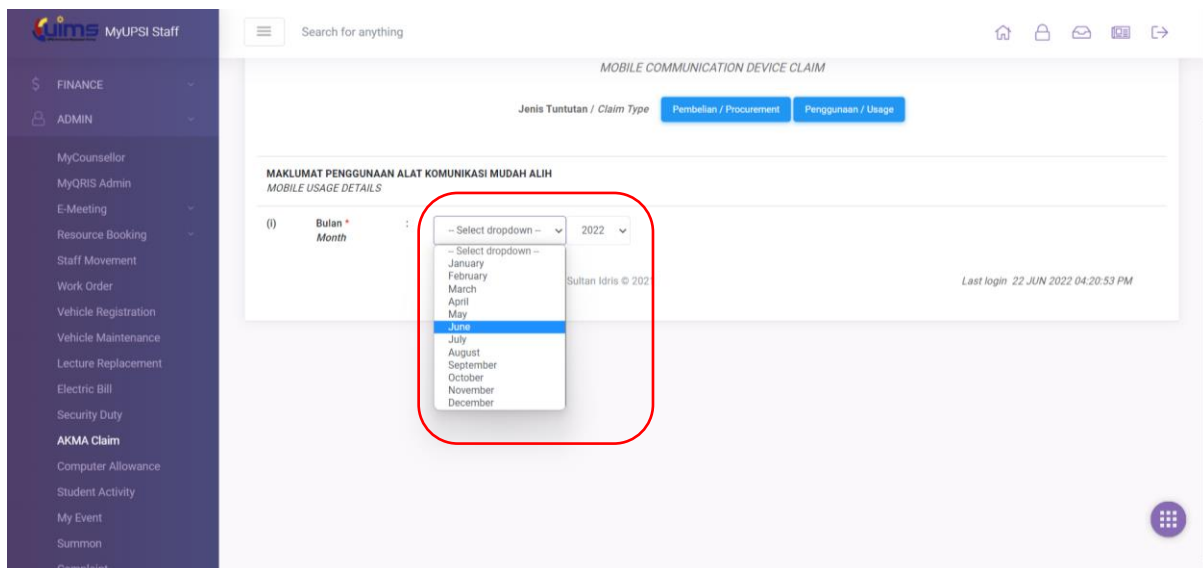 uims MyUPSI Staff
Search for anything
FINANCE
ADMIN
MyCounsellor
MyQRIS Admin
E-Meeting
Resource Booking
Staff Movement
Work Order
Vehicle Registration
Vehicle Maintenance
Lecture Replacement
Electric Bill
Security Duty
AKMA Claim
Computer Allowance
Student Activity
My Event
Summon
Complaint
MOBILE COMMUNICATION DEVICE CLAIM
Jenis Tuntutan / Claim Type Pembelian / Procurement Penggunaan / Usage
MAKLUMAT PENGGUNAAN ALAT KOMUNIKASI MUDAH ALIH
MOBILE USAGE DETAILS
(i) Bulan * : -- Select dropdown -- 2022
Month
-- Select dropdown --
January
February
March
April
May
June
July
August
September
October
November
December
Sultan Idris © 202
Last login 22 JUN 2022 04:20:53 PM